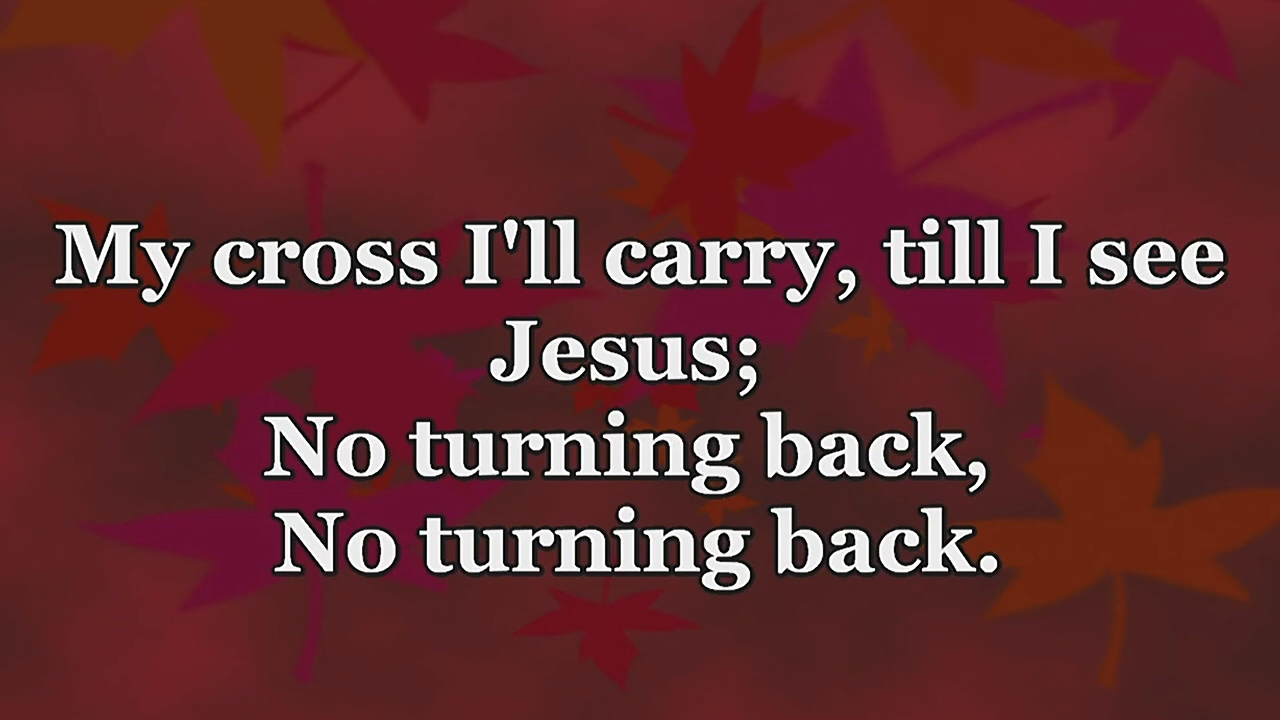 My cross I'll carry, till I see
Jesus;
No turning back,
No turning back.